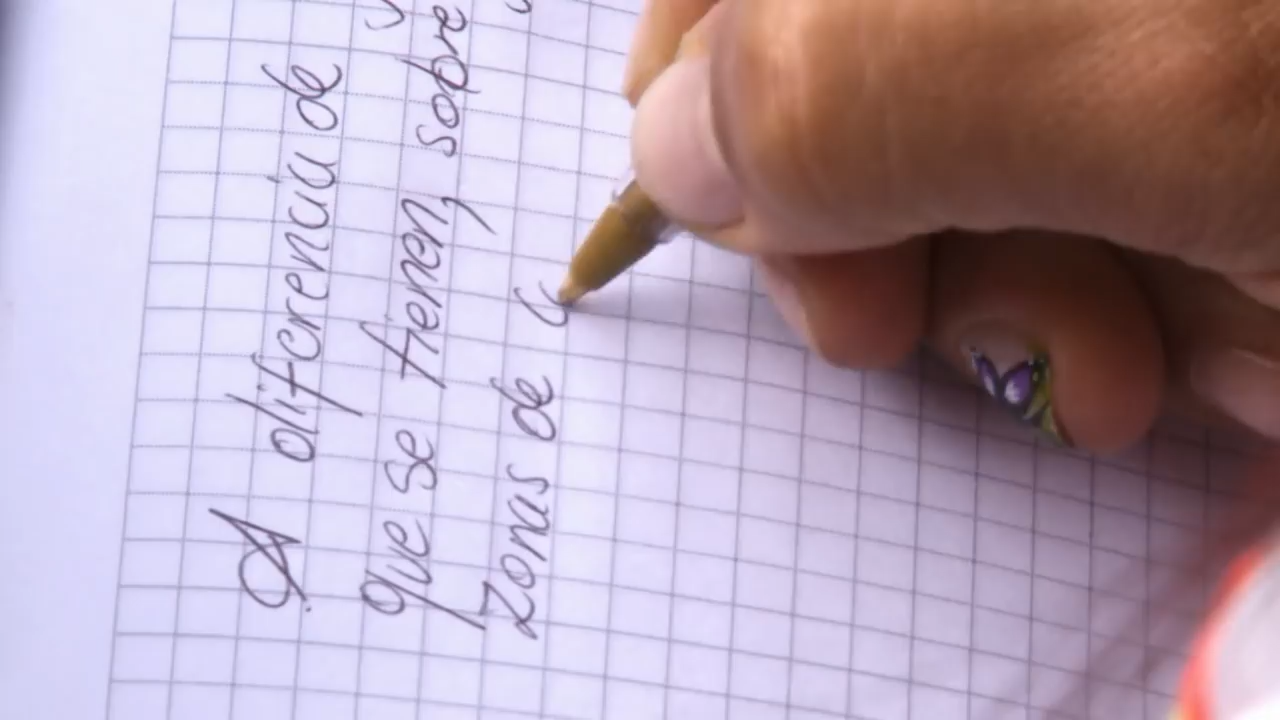 A diferencia de
que se tienen, sobre
zonas de C